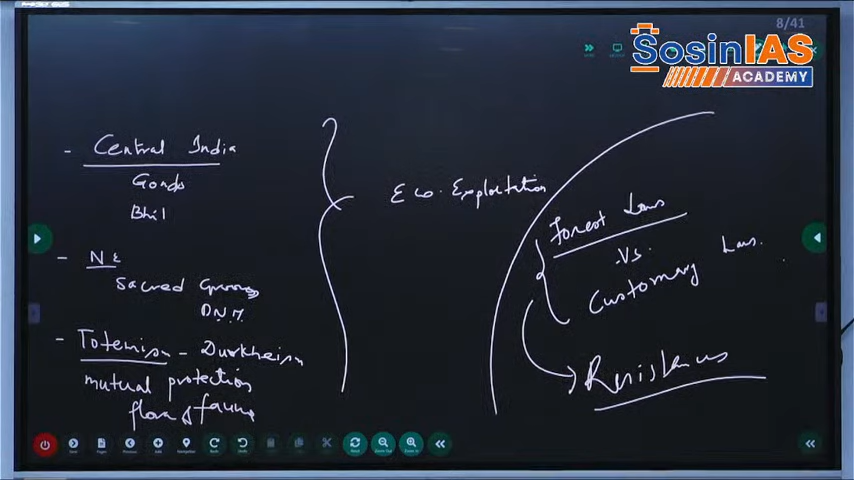 8/41
SosinIAS
ACADEMY
- Central India
Gonds
Bhil
- NE
Sacred Groves
D.N.M.
- Totemism - Durkheim
mutual protection
flora & fauna
Eco. Exploitation
Forest Laws
Vs.
Customary Laws.
Resistances